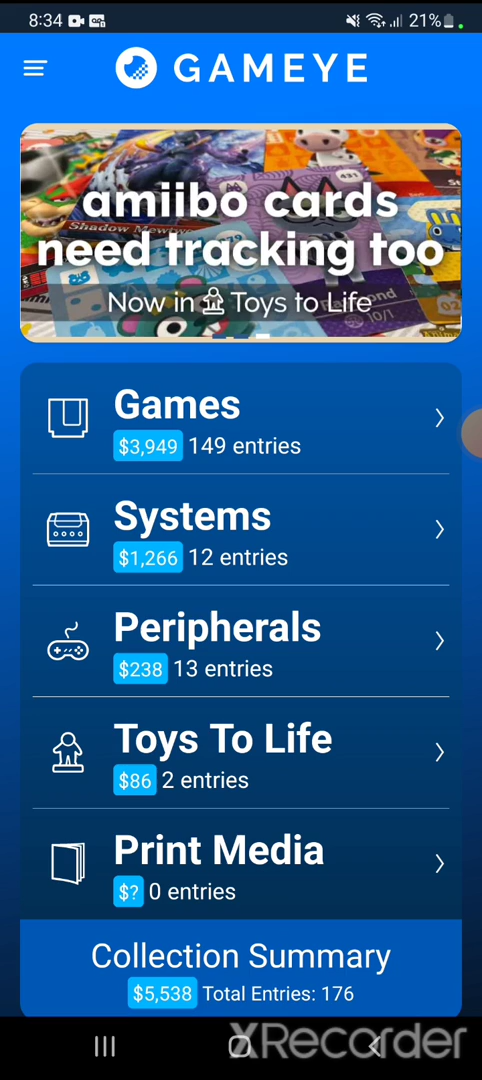 8:34 21%
GAMEYE
amiibo cards
need tracking too
Now in Toys to Life
Games
$3,949 149 entries
Systems
$1,266 12 entries
Peripherals
$238 13 entries
Toys To Life
$86 2 entries
Print Media
$? 0 entries
Collection Summary
$5,538 Total Entries: 176
XRecorder